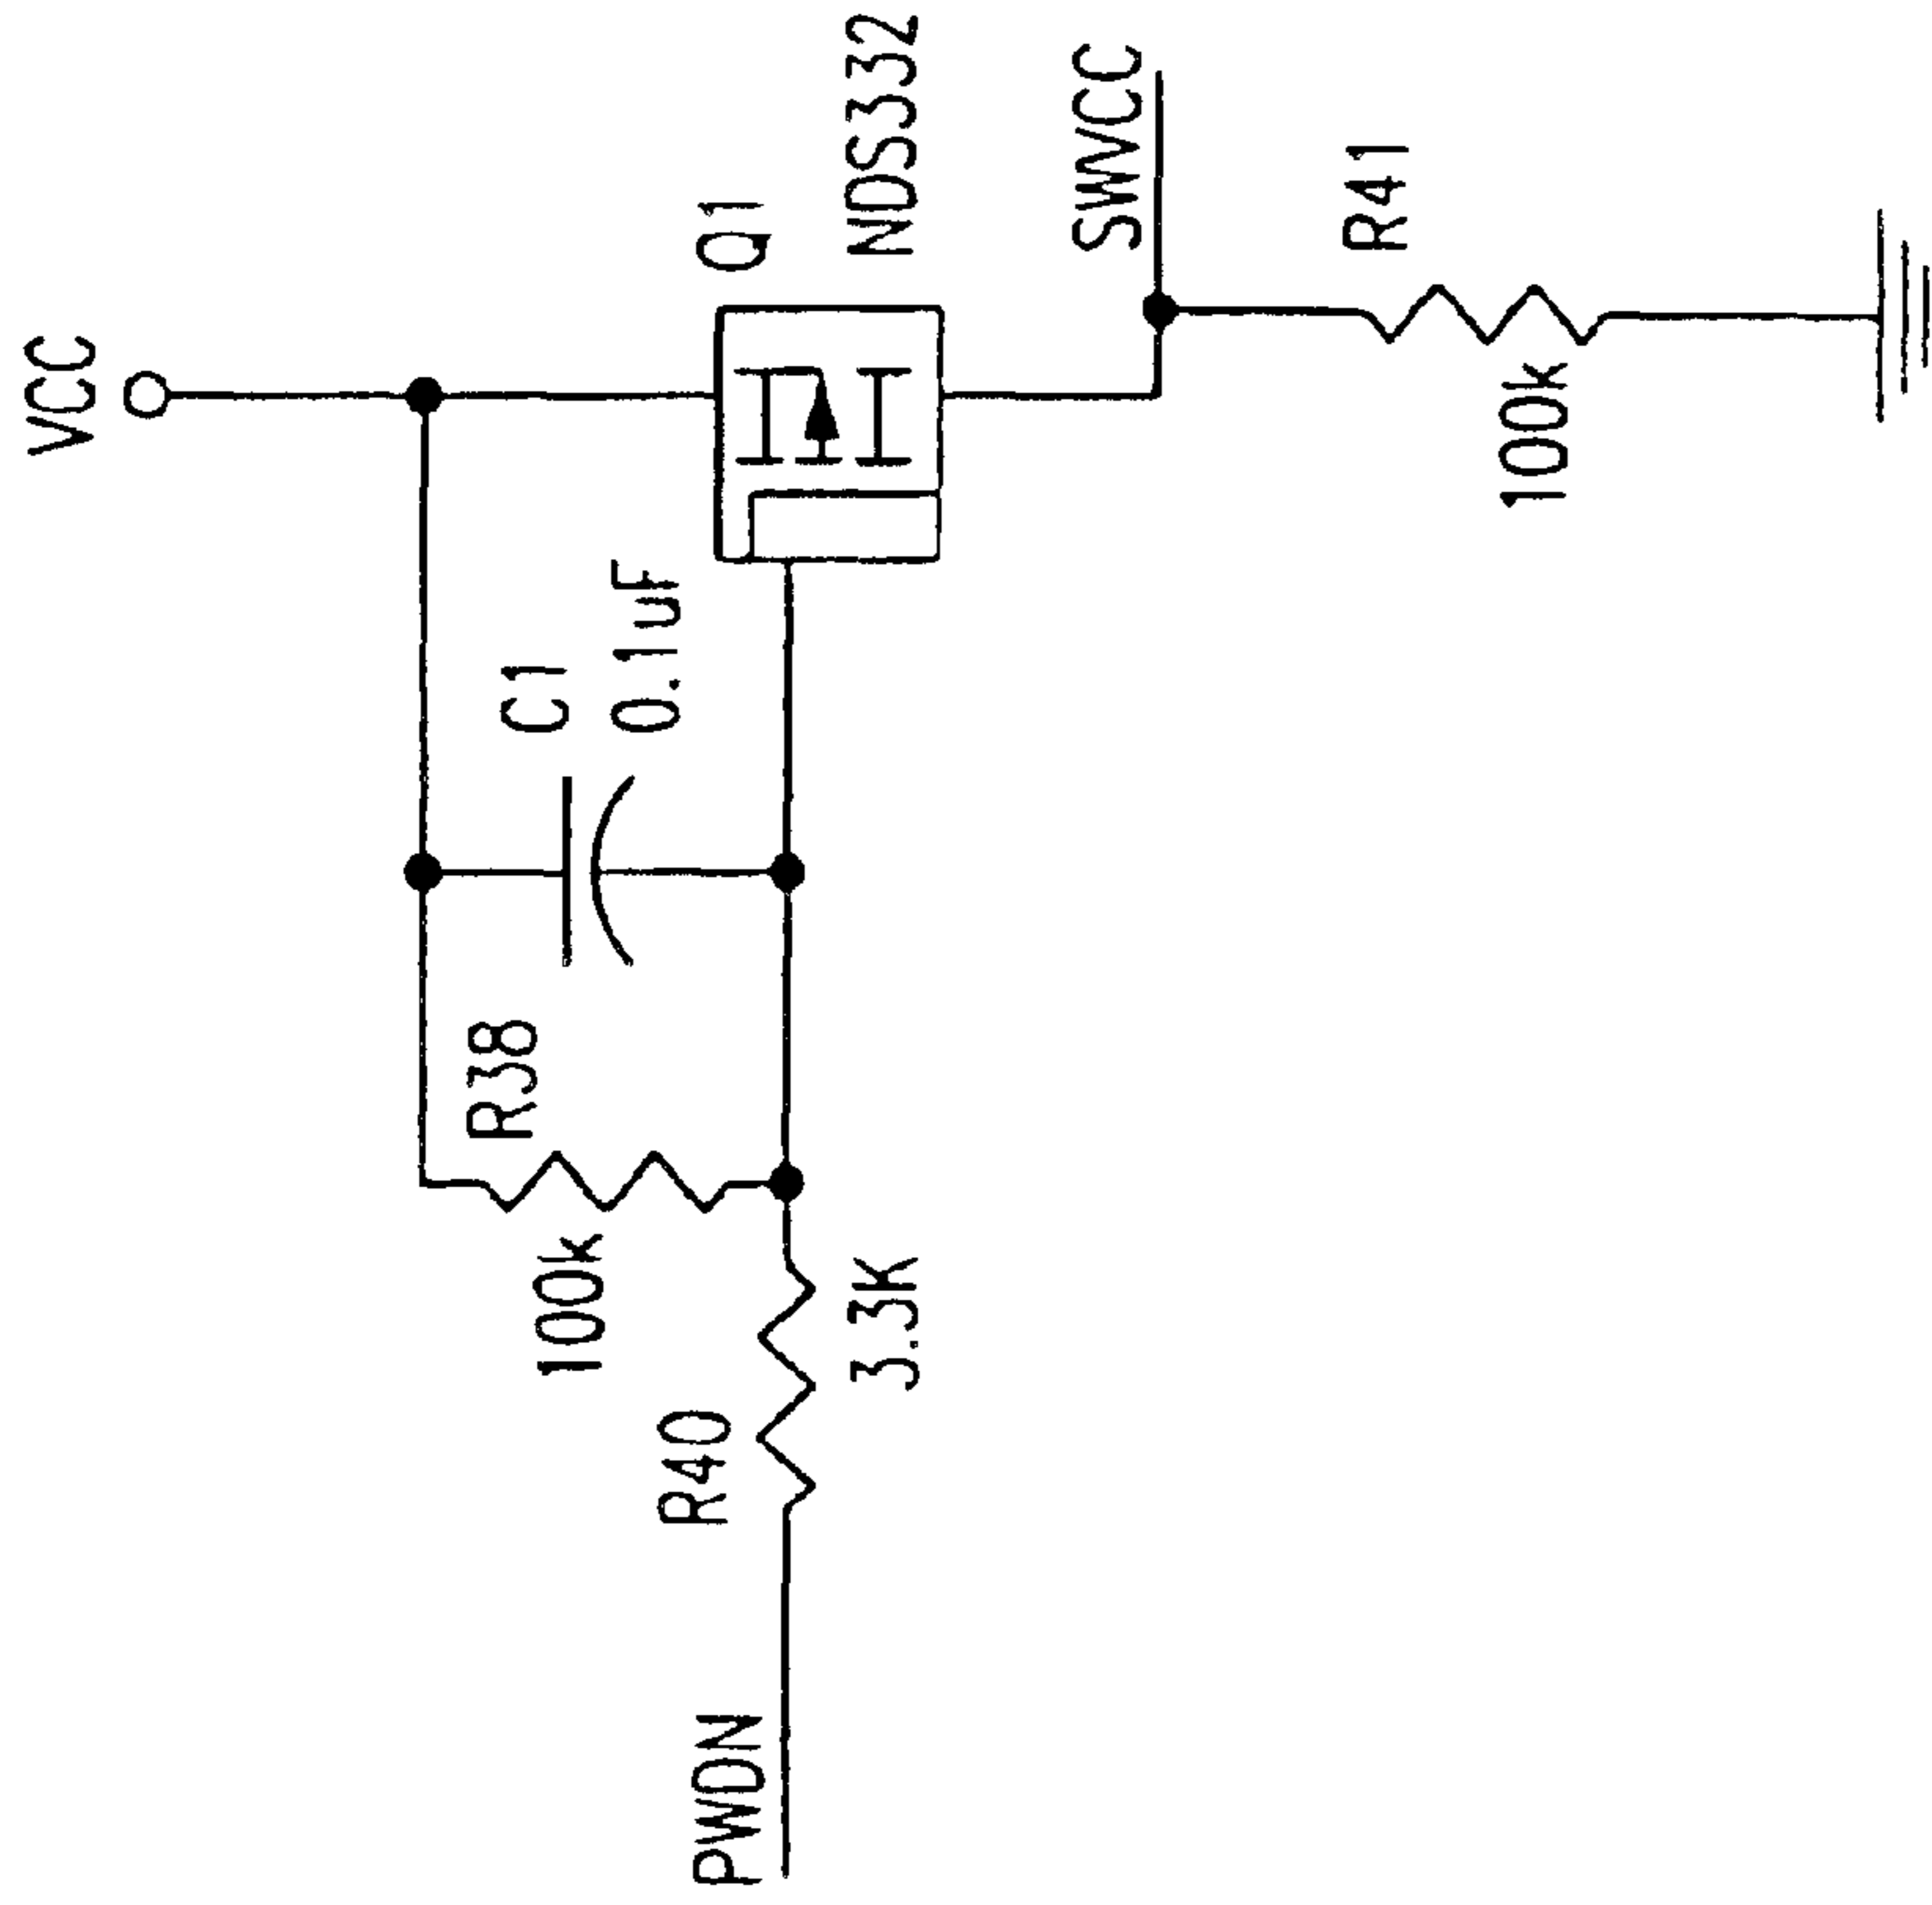 VCC
Q1
NDS332
SWVCC
R41
100k
C1
0.1uF
R38
100k
R40
3.3K
PWDN